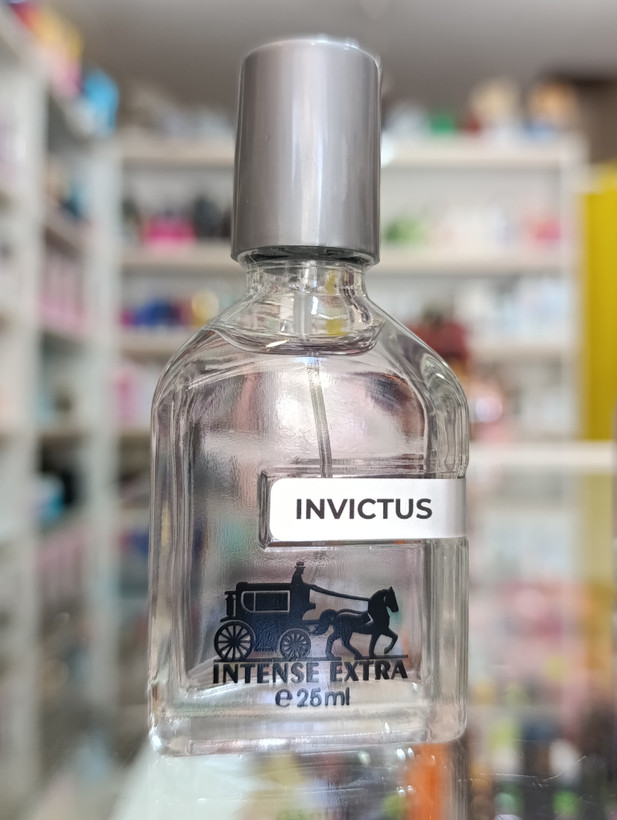 INVICTUS
INTENSE EXTRA
℮ 25ml